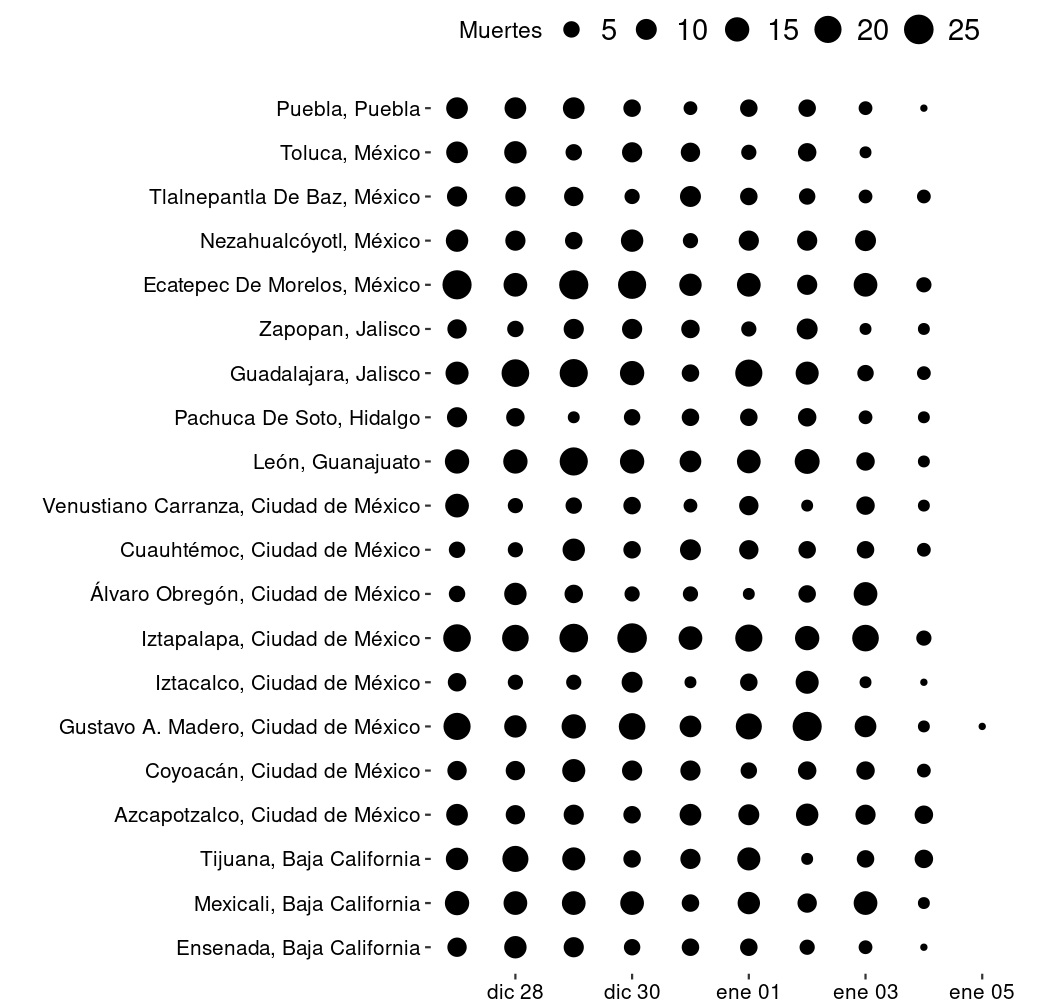 Muertes 5 10 15 20 25
Puebla, Puebla
Toluca, México
Tlalnepantla De Baz, México
Nezahualcóyotl, México
Ecatepec De Morelos, México
Zapopan, Jalisco
Guadalajara, Jalisco
Pachuca De Soto, Hidalgo
León, Guanajuato
Venustiano Carranza, Ciudad de México
Cuauhtémoc, Ciudad de México
Álvaro Obregón, Ciudad de México
Iztapalapa, Ciudad de México
Iztacalco, Ciudad de México
Gustavo A. Madero, Ciudad de México
Coyoacán, Ciudad de México
Azcapotzalco, Ciudad de México
Tijuana, Baja California
Mexicali, Baja California
Ensenada, Baja California
dic 28 dic 30 ene 01 ene 03 ene 05